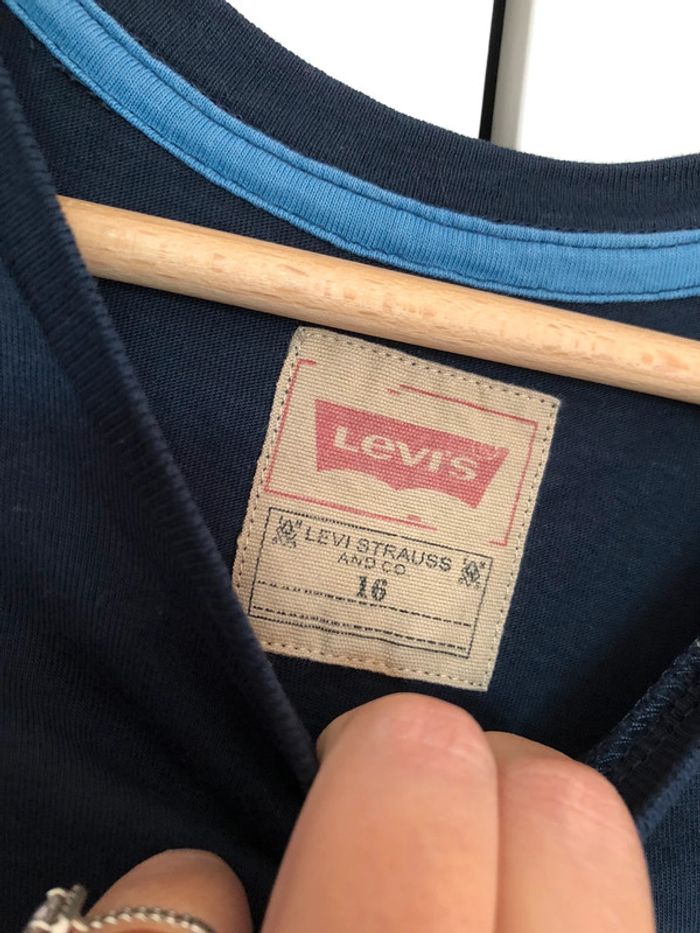 Levi's
LEVI STRAUSS
AND CO
16